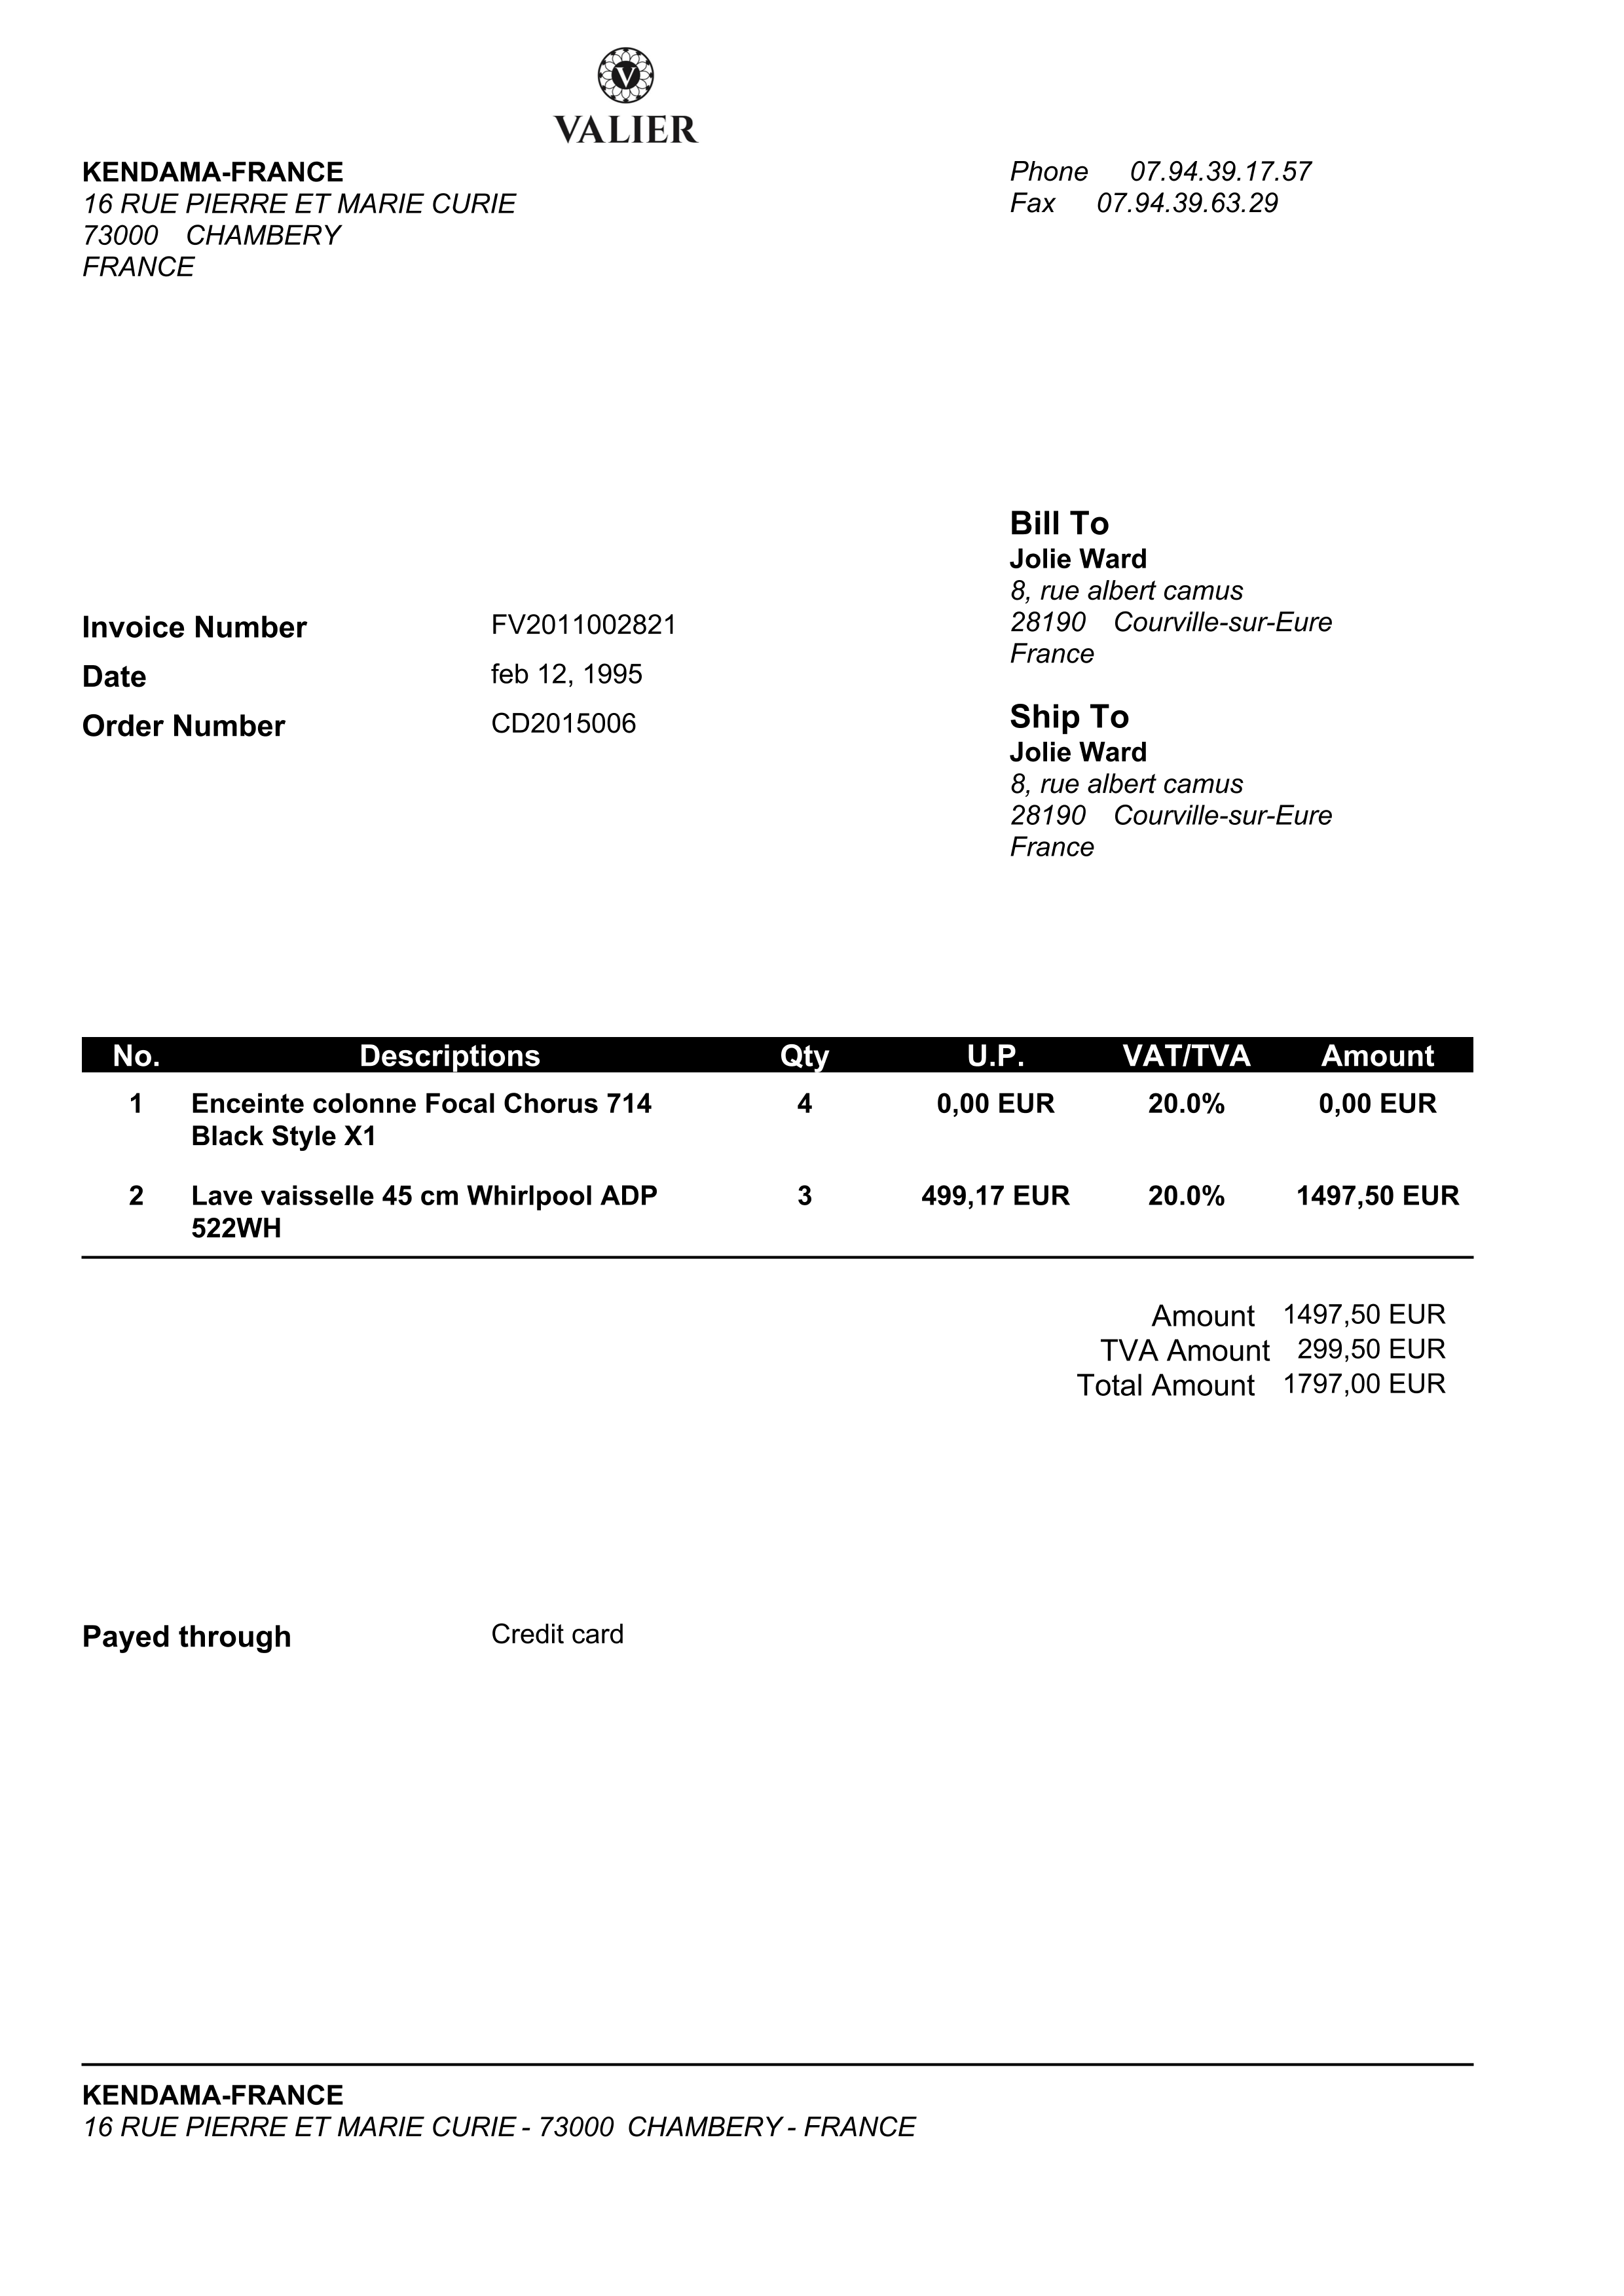 V
VALIER
KENDAMA-FRANCE
16 RUE PIERRE ET MARIE CURIE
73000 CHAMBERY
FRANCE
Phone 07.94.39.17.57
Fax 07.94.39.63.29
Bill To
Jolie Ward
8, rue albert camus
28190 Courville-sur-Eure
France
Invoice Number FV2011002821
Date feb 12, 1995
Order Number CD2015006
Ship To
Jolie Ward
8, rue albert camus
28190 Courville-sur-Eure
France
No. Descriptions Qty U.P. VAT/TVA Amount
1 Enceinte colonne Focal Chorus 714 4 0,00 EUR 20.0% 0,00 EUR
Black Style X1
2 Lave vaisselle 45 cm Whirlpool ADP 3 499,17 EUR 20.0% 1497,50 EUR
522WH
Amount 1497,50 EUR
TVA Amount 299,50 EUR
Total Amount 1797,00 EUR
Payed through Credit card
KENDAMA-FRANCE
16 RUE PIERRE ET MARIE CURIE - 73000 CHAMBERY - FRANCE